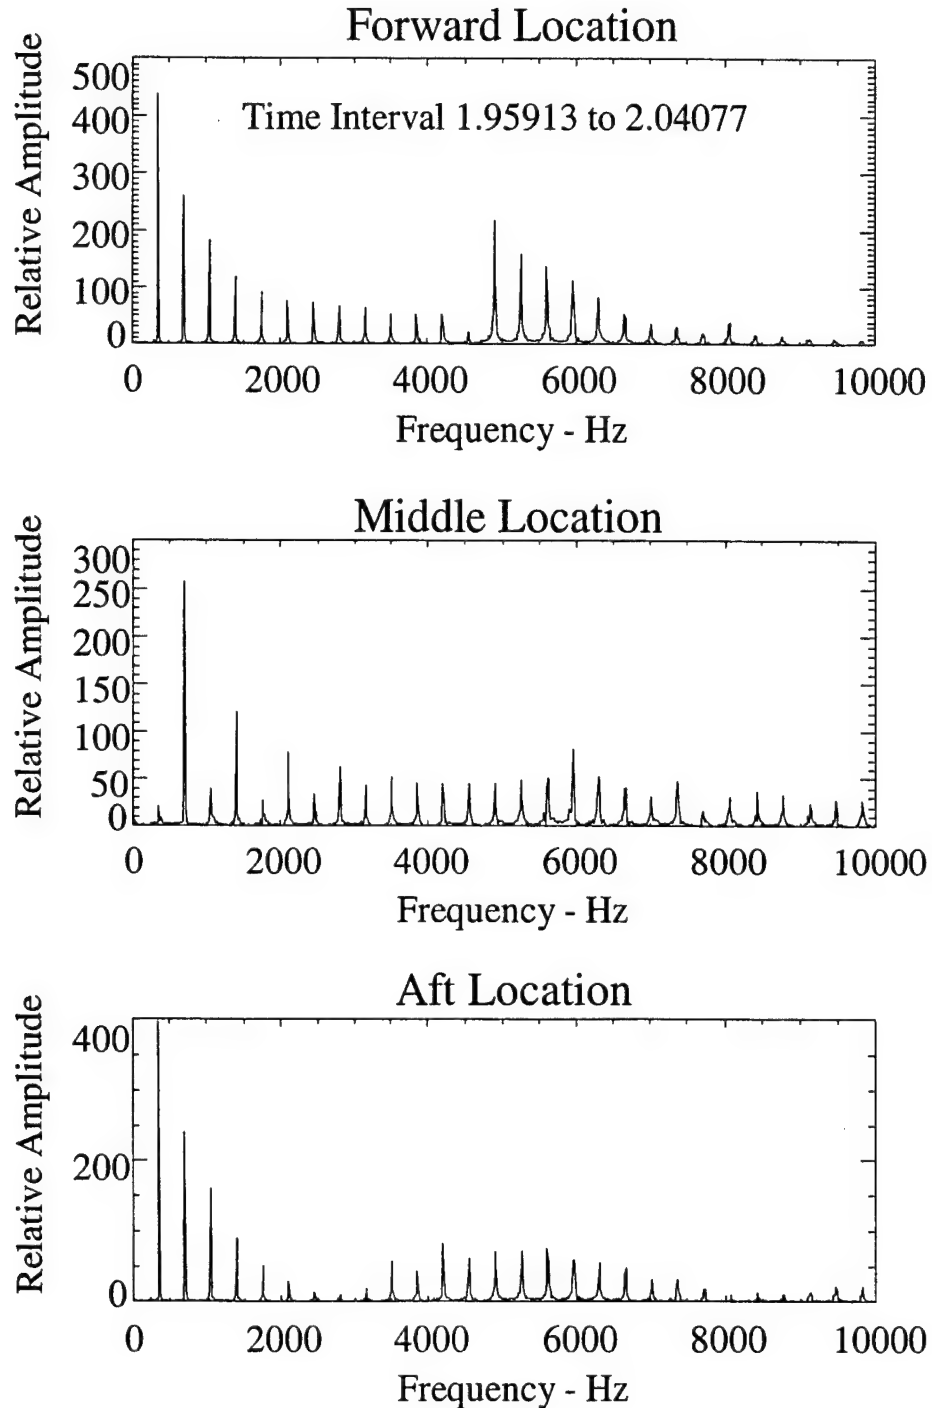 Forward Location
Relative Amplitude
500
400
300
200
100
0
Time Interval 1.95913 to 2.04077
0 2000 4000 6000 8000 10000
Frequency - Hz
Middle Location
Relative Amplitude
300
250
200
150
100
50
0
0 2000 4000 6000 8000 10000
Frequency - Hz
Aft Location
Relative Amplitude
400
200
0
0 2000 4000 6000 8000 10000
Frequency - Hz